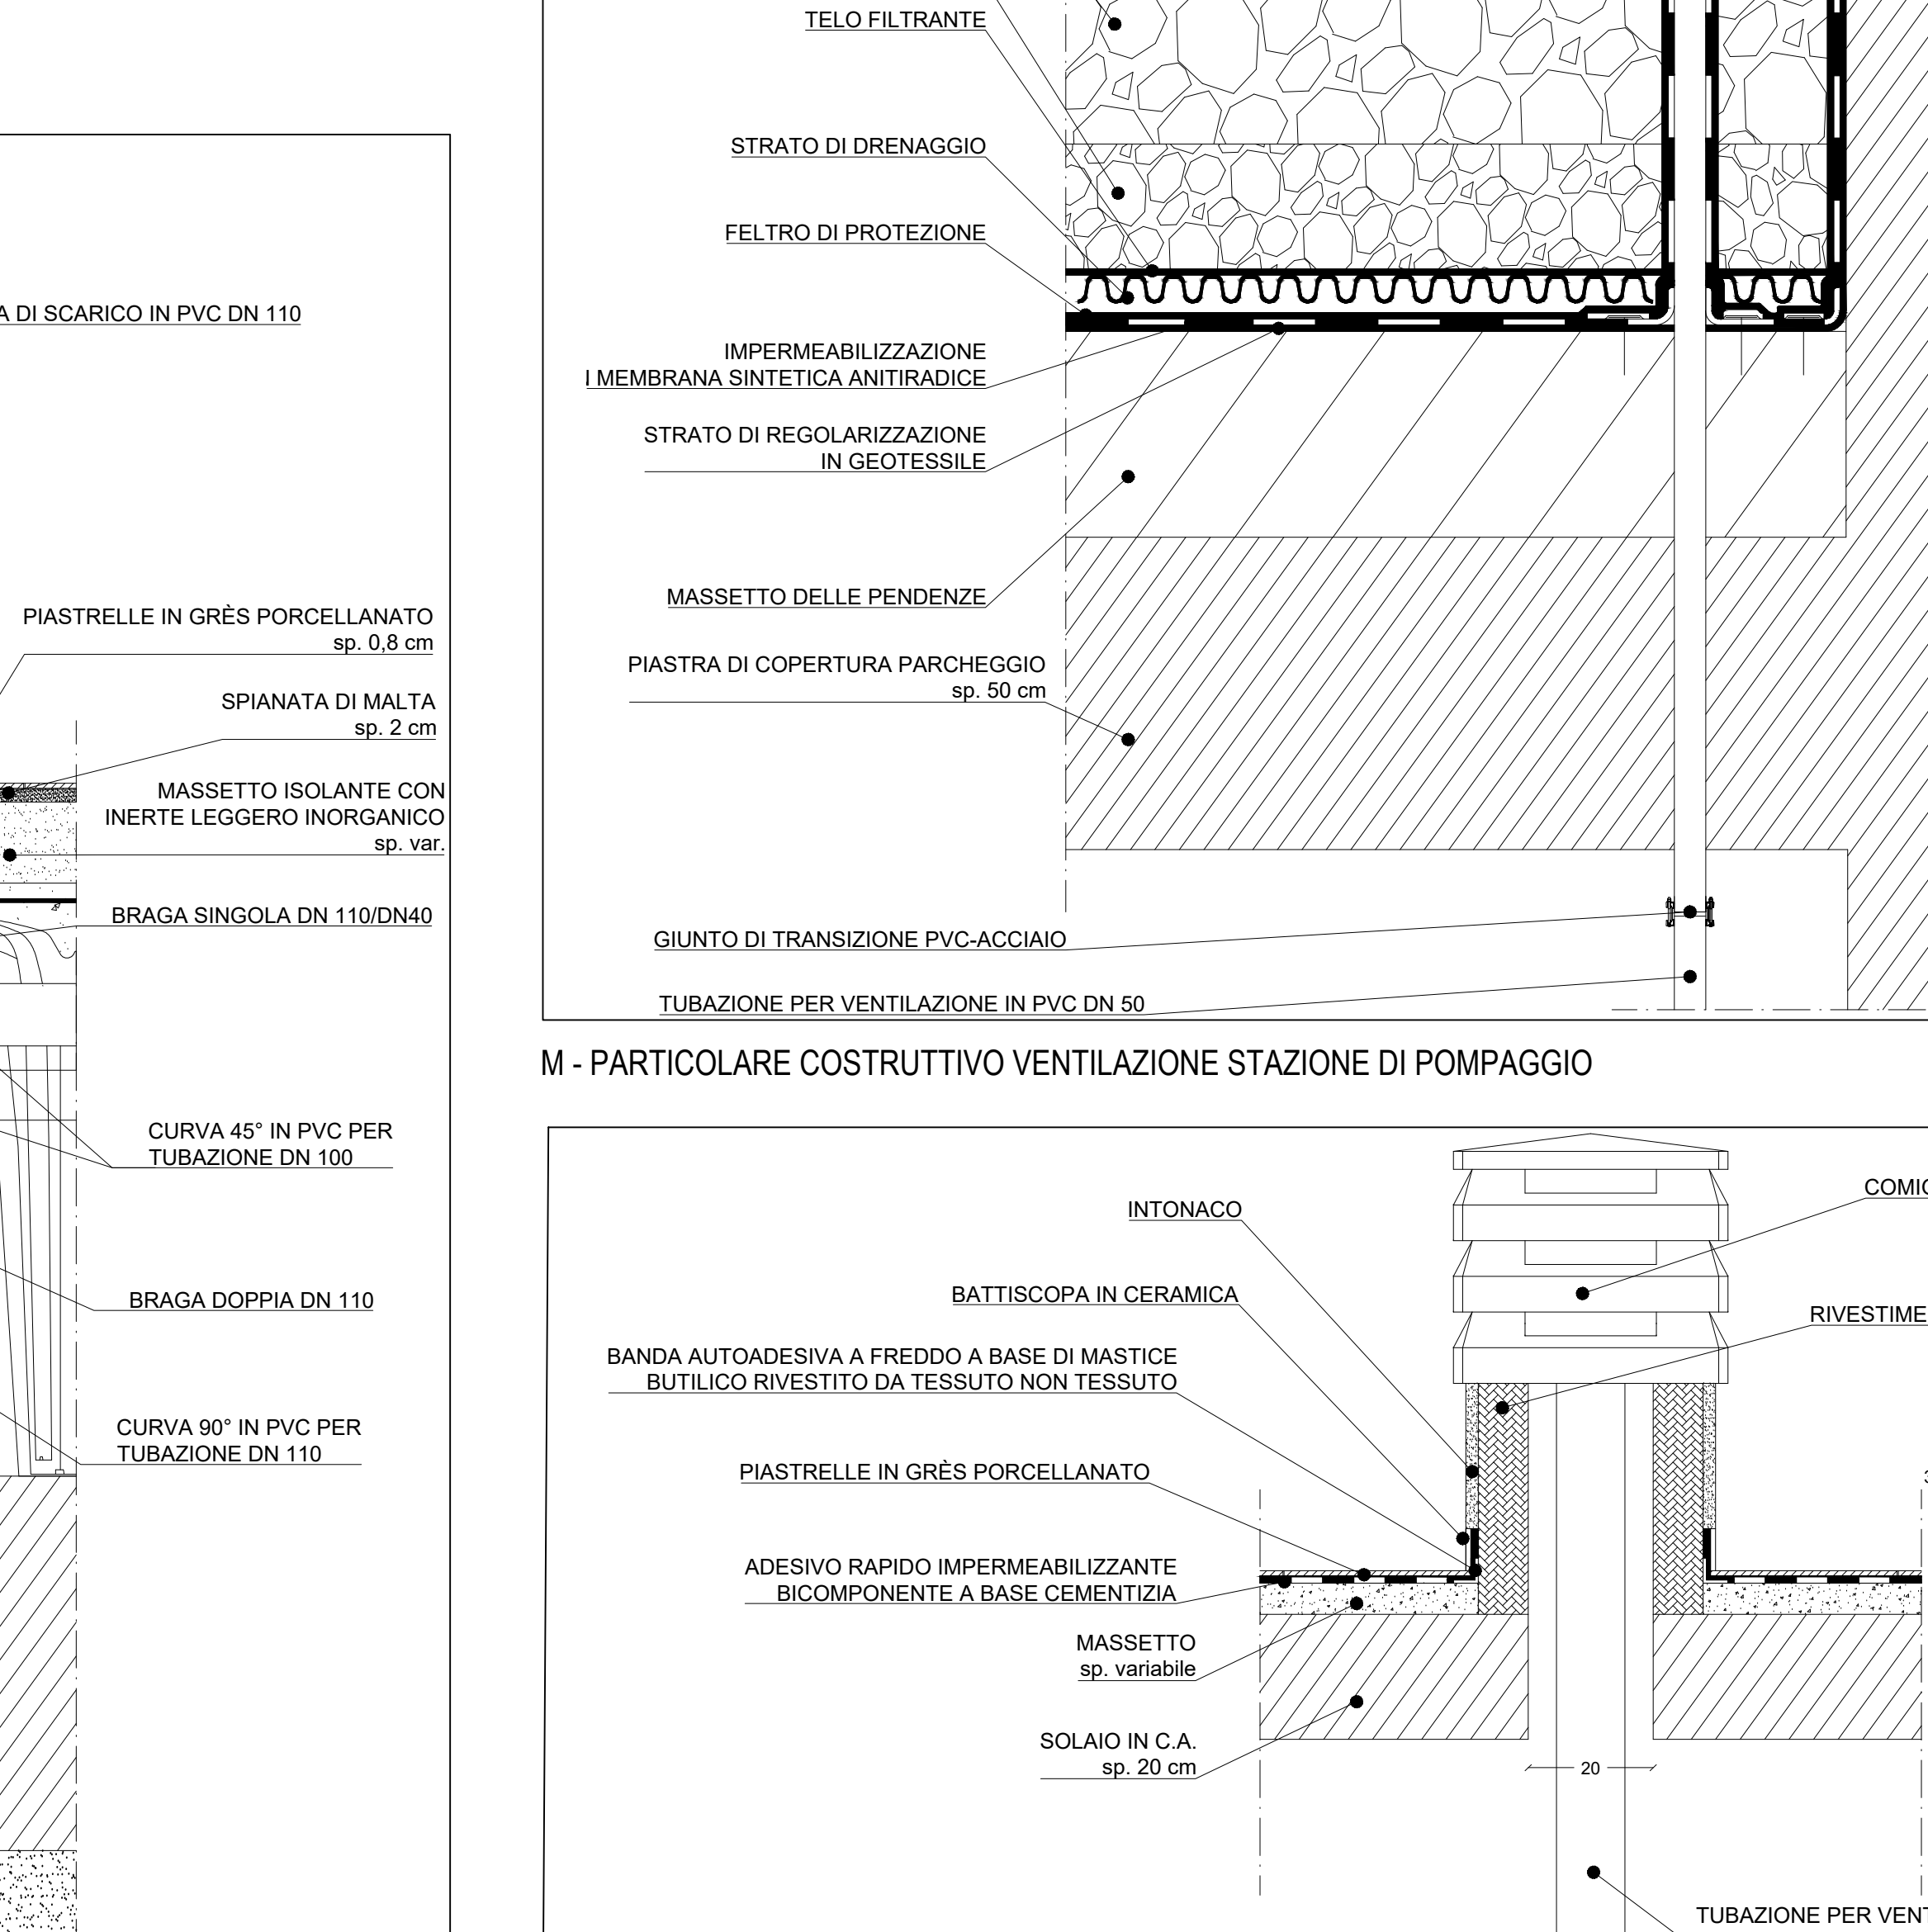 A DI SCARICO IN PVC DN 110
PIASTRELLE IN GRÈS PORCELLANATO
sp. 0,8 cm
SPIANATA DI MALTA
sp. 2 cm
MASSETTO ISOLANTE CON
INERTE LEGGERO INORGANICO
sp. var.
BRAGA SINGOLA DN 110/DN40
CURVA 45° IN PVC PER
TUBAZIONE DN 100
BRAGA DOPPIA DN 110
CURVA 90° IN PVC PER
TUBAZIONE DN 110
TELO FILTRANTE
STRATO DI DRENAGGIO
FELTRO DI PROTEZIONE
IMPERMEABILIZZAZIONE
I MEMBRANA SINTETICA ANITIRADICE
STRATO DI REGOLARIZZAZIONE
IN GEOTESSILE
MASSETTO DELLE PENDENZE
PIASTRA DI COPERTURA PARCHEGGIO
sp. 50 cm
GIUNTO DI TRANSIZIONE PVC-ACCIAIO
TUBAZIONE PER VENTILAZIONE IN PVC DN 50
M - PARTICOLARE COSTRUTTIVO VENTILAZIONE STAZIONE DI POMPAGGIO
COMIG
INTONACO
BATTISCOPA IN CERAMICA
RIVESTIME
BANDA AUTOADESIVA A FREDDO A BASE DI MASTICE
BUTILICO RIVESTITO DA TESSUTO NON TESSUTO
PIASTRELLE IN GRÈS PORCELLANATO
ADESIVO RAPIDO IMPERMEABILIZZANTE
BICOMPONENTE A BASE CEMENTIZIA
MASSETTO
sp. variabile
SOLAIO IN C.A.
sp. 20 cm
20
TUBAZIONE PER VENT